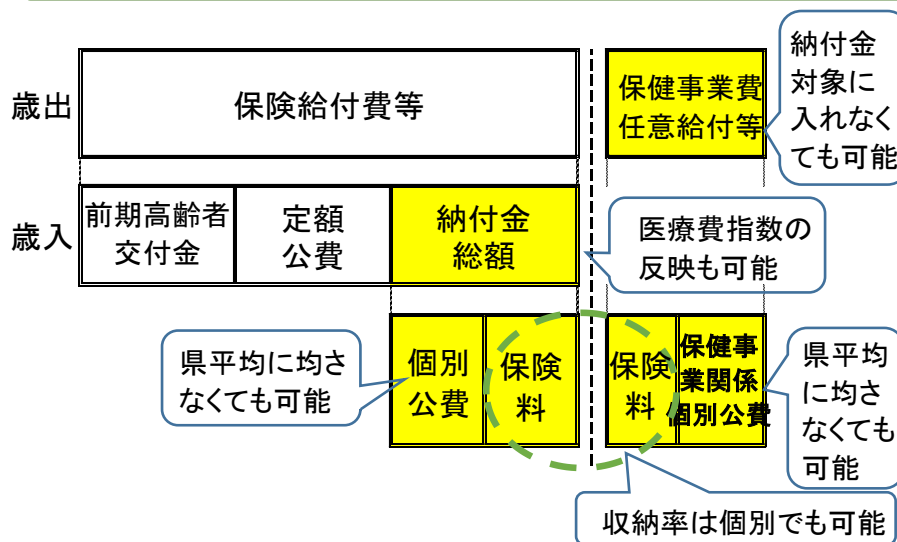 歳出
保険給付費等
保健事業費
任意給付等
納付金
対象に
入れなく
ても可能
歳入
前期高齢者
交付金
定額
公費
納付金
総額
医療費指数の
反映も可能
県平均に均さ
なくても可能
個別
公費
保険
料
保険
料
保健事
業関係
個別公費
県平均
に均さ
なくても
可能
収納率は個別でも可能